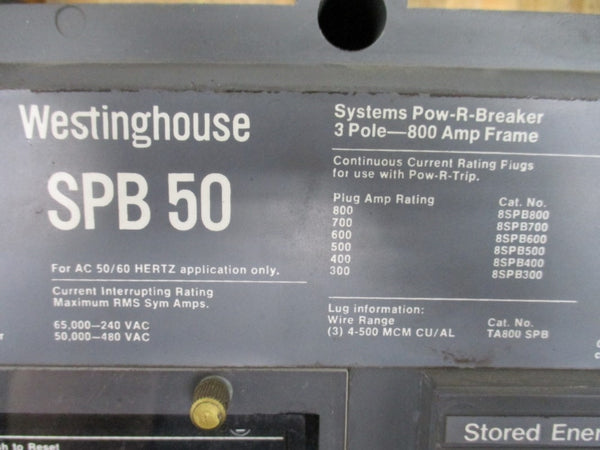 Westinghouse
SPB 50
For AC 50/60 HERTZ application only.
Current Interrupting Rating
Maximum RMS Sym Amps.
65,000—240 VAC
50,000—480 VAC
Systems Pow-R-Breaker
3 Pole—800 Amp Frame
Continuous Current Rating Plugs
for use with Pow-R-Trip.
Plug Amp Rating Cat. No.
800 8SPB800
700 8SPB700
600 8SPB600
500 8SPB500
400 8SPB400
300 8SPB300
Lug information:
Wire Range Cat. No.
(3) 4-500 MCM CU/AL TA800 SPB
to Reset
Stored